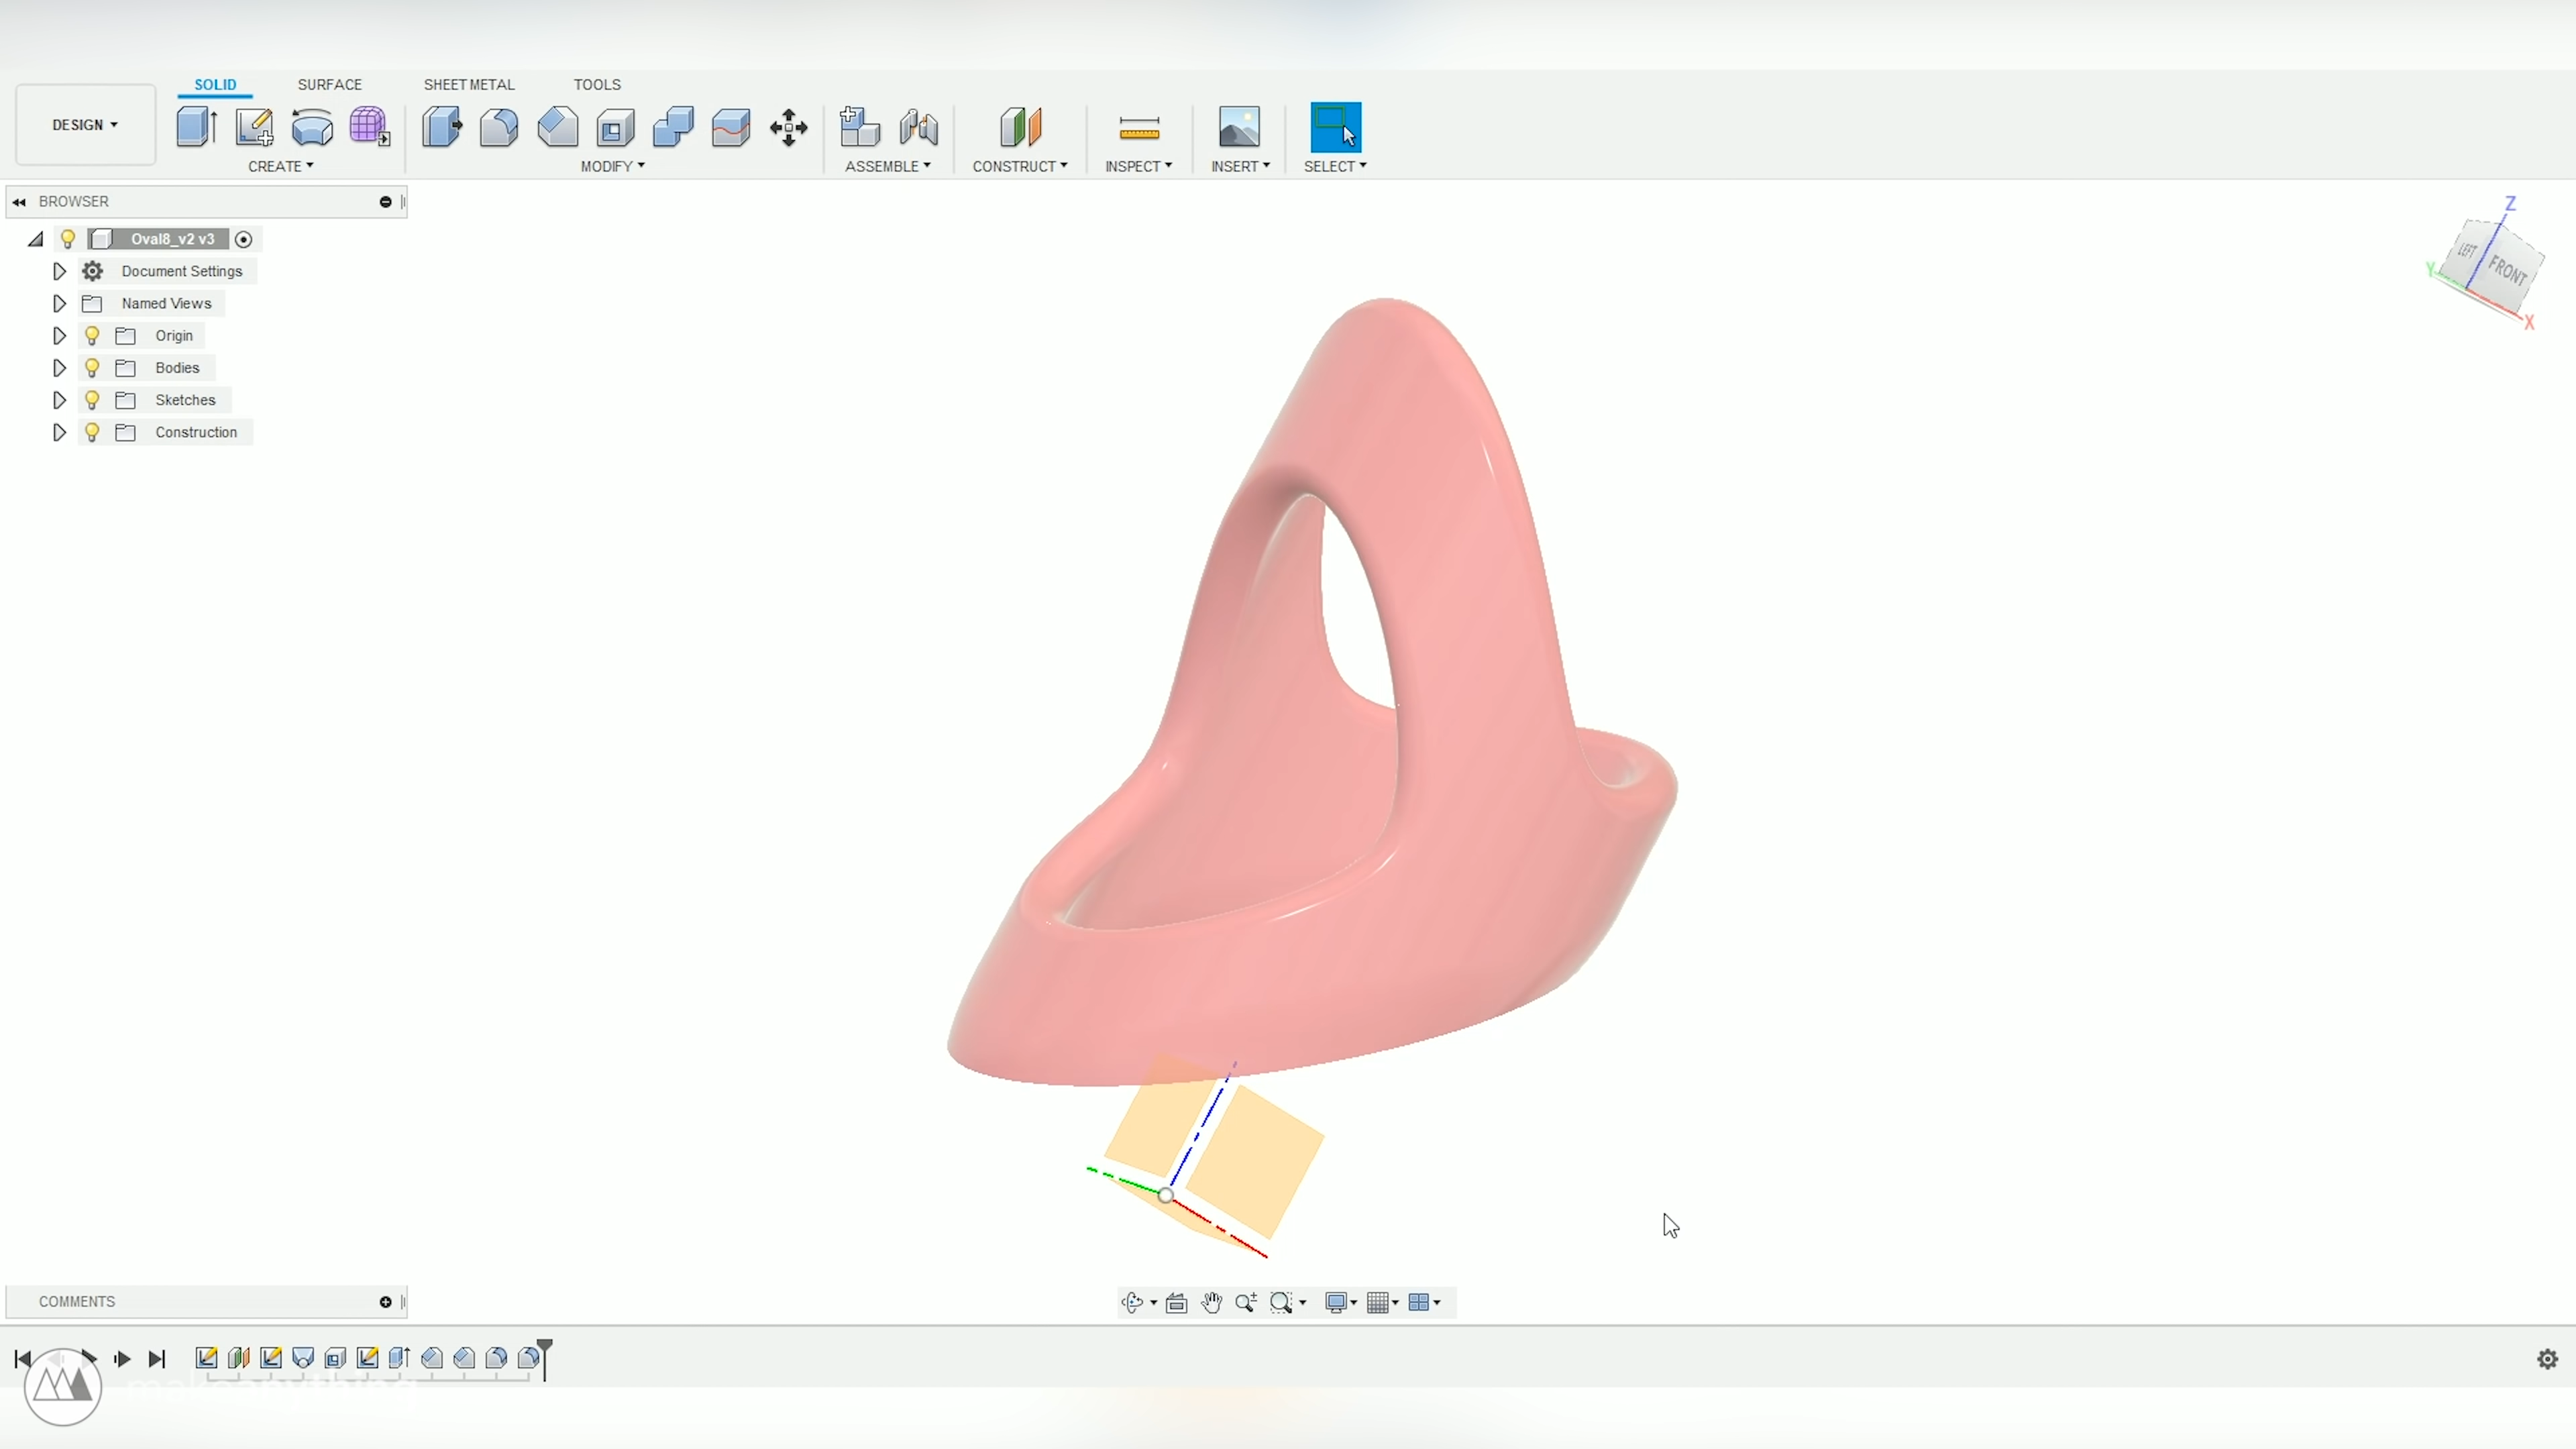 SOLID SURFACE SHEET METAL TOOLS
DESIGN
CREATE MODIFY ASSEMBLE CONSTRUCT INSPECT INSERT SELECT
BROWSER
Oval8_v2 v3
Document Settings
Named Views
Origin
Bodies
Sketches
Construction
Z
LEFT
FRONT
Y
X
COMMENTS
makeanything